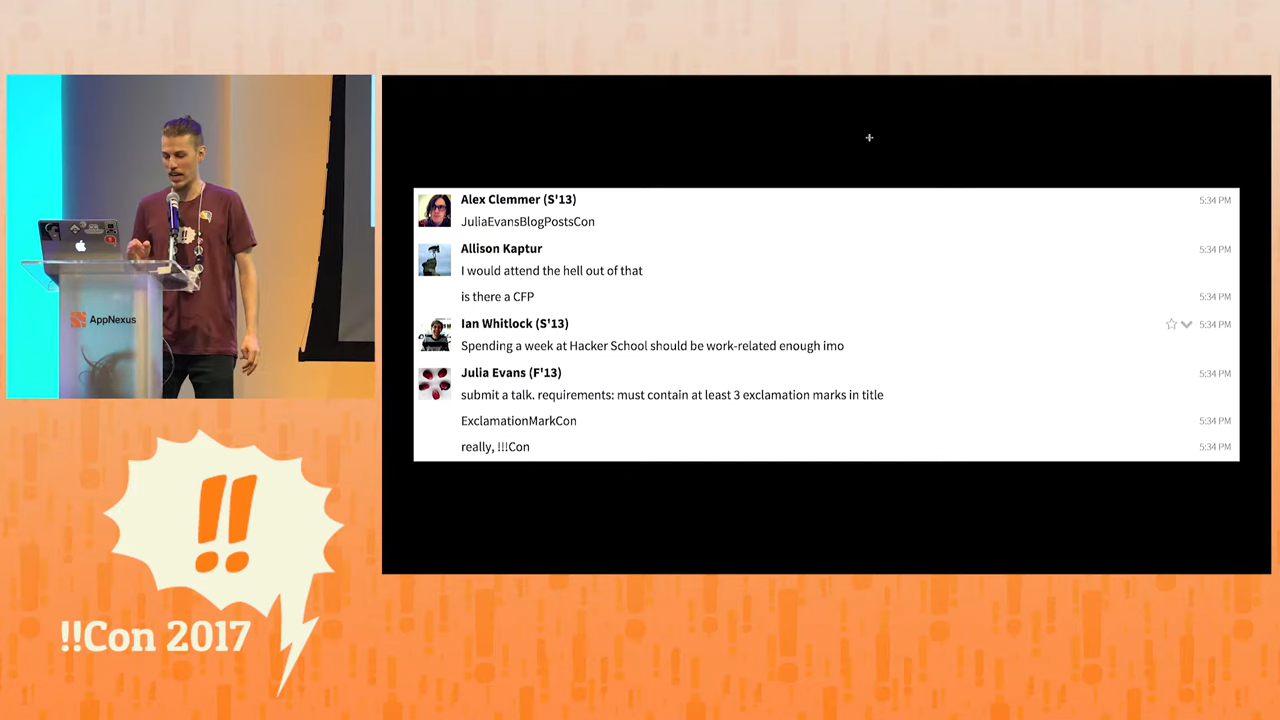 Alex Clemmer (S'13) 5:34 PM
JuliaEvansBlogPostsCon
Allison Kaptur 5:34 PM
I would attend the hell out of that
is there a CFP 5:34 PM
Ian Whitlock (S'13) 5:34 PM
Spending a week at Hacker School should be work-related enough imo
Julia Evans (F'13) 5:34 PM
submit a talk. requirements: must contain at least 3 exclamation marks in title
ExclamationMarkCon 5:34 PM
really, !!!Con 5:34 PM
AppNexus
!!
!!Con 2017